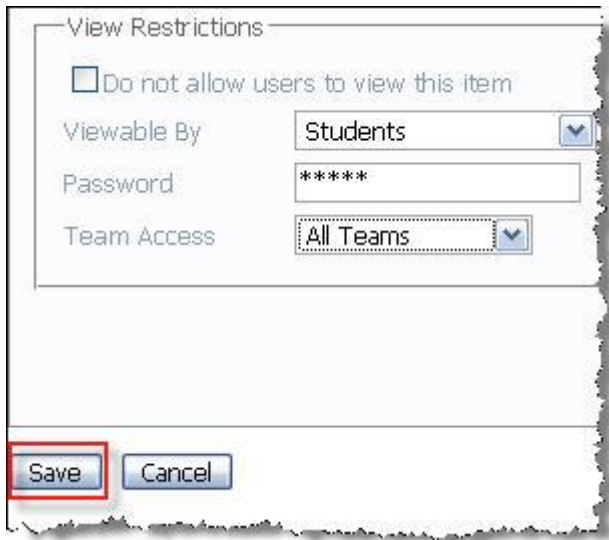 View Restrictions
Do not allow users to view this item
Viewable By Students
Password *****
Team Access All Teams
Save Cancel